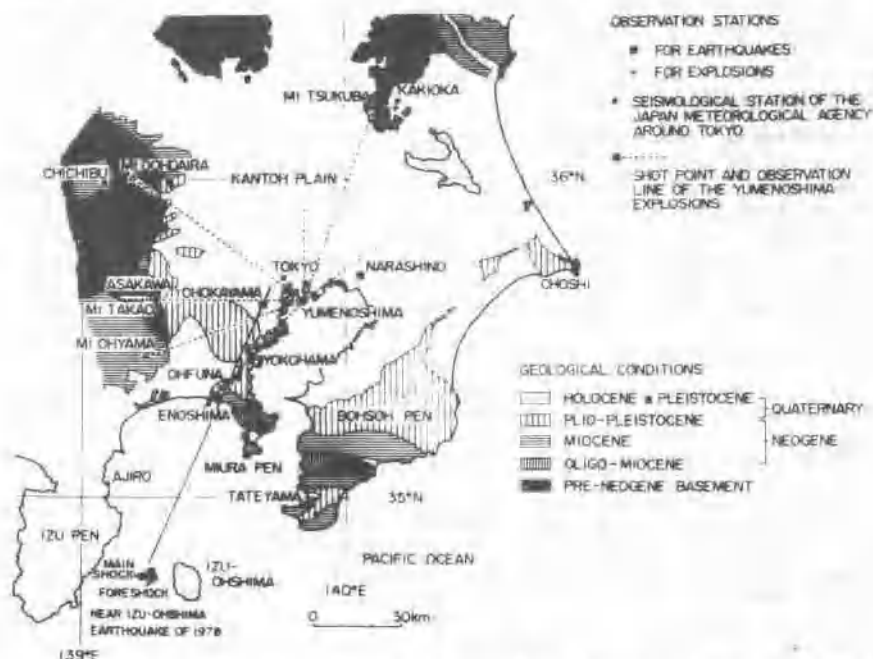 OBSERVATION STATIONS
FOR EARTHQUAKES
FOR EXPLOSIONS
SEISMOLOGICAL STATION OF THE
JAPAN METEOROLOGICAL AGENCY
AROUND TOKYO
SHOT POINT AND OBSERVATION
LINE OF THE YUMENOSHIMA
EXPLOSIONS
KAKIOKA
MT TSUKUBA
CHICHIBU
KANTOH PLAIN
36°N
TOKYO
NARASHINO
CHOSHI
ASAKAWA
CHOKAYAMA
YUMENOSHIMA
MT TAKAO
MT OHYAMA
YOKOHAMA
OHFUNA
ENOSHIMA
BOHSOH PEN
MIURA PEN
AJIRO
TATEYAMA
35°N
IZU PEN
PACIFIC OCEAN
MAIN
SHOCK
FORESHOCK
IZU-
OHSHIMA
140°E
NEAR IZU-OHSHIMA
EARTHQUAKE OF 1978
0 30km
139°E
GEOLOGICAL CONDITIONS
HOLOCENE PLEISTOCENE
QUATERNARY
PLIO-PLEISTOCENE
MIOCENE
NEOGENE
OLIGO-MIOCENE
PRE-NEOGENE BASEMENT